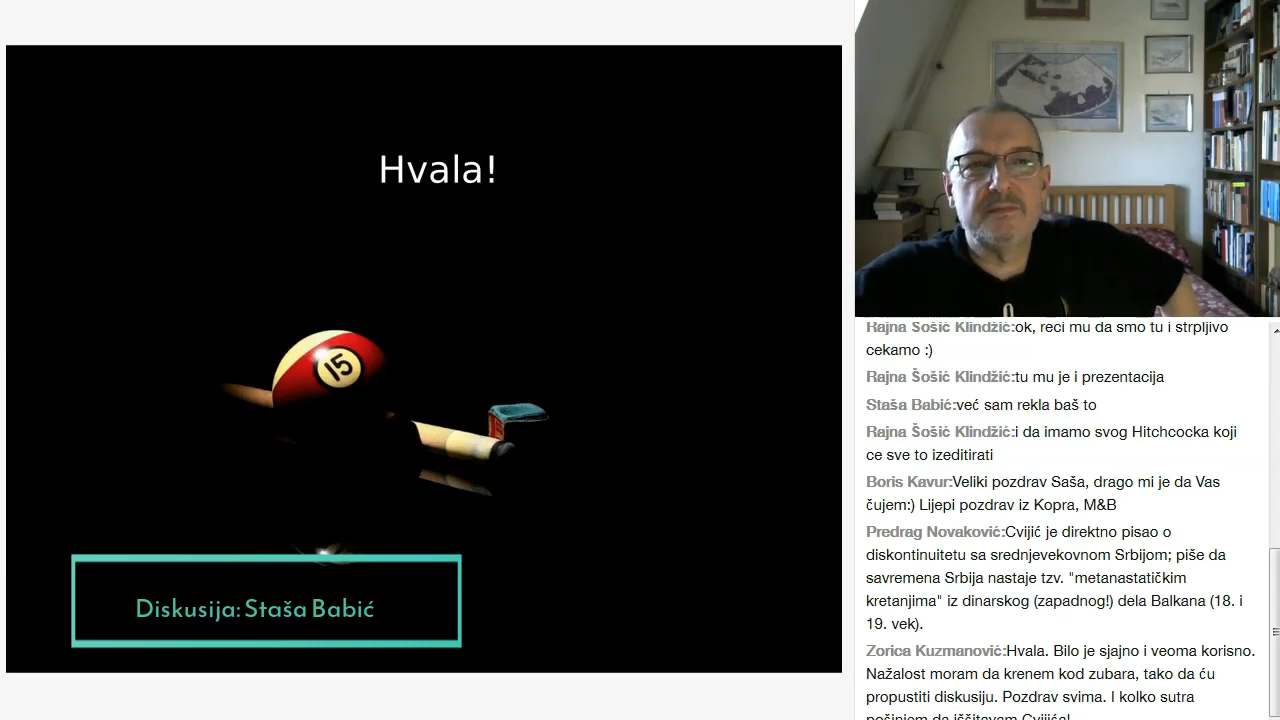 Hvala!
15
Diskusija: Staša Babić
Rajna Šošić Klindžić:ok, reci mu da smo tu i strpljivo
cekamo :)
Rajna Šošić Klindžić:tu mu je i prezentacija
Staša Babić:već sam rekla baš to
Rajna Šošić Klindžić:i da imamo svog Hitchcocka koji
ce sve to izeditirati
Boris Kavur:Veliki pozdrav Saša, drago mi je da Vas
čujem:) Lijepi pozdrav iz Kopra, M&B
Predrag Novaković:Cvijić je direktno pisao o
diskontinuitetu sa srednjevekovnom Srbijom; piše da
savremena Srbija nastaje tzv. "metanastatičkim
kretanjima" iz dinarskog (zapadnog!) dela Balkana (18. i
19. vek).
Zorica Kuzmanović:Hvala. Bilo je sjajno i veoma korisno.
Nažalost moram da krenem kod zubara, tako da ću
propustiti diskusiju. Pozdrav svima. I kolko sutra
počinjem da iščitavam Cvijića!